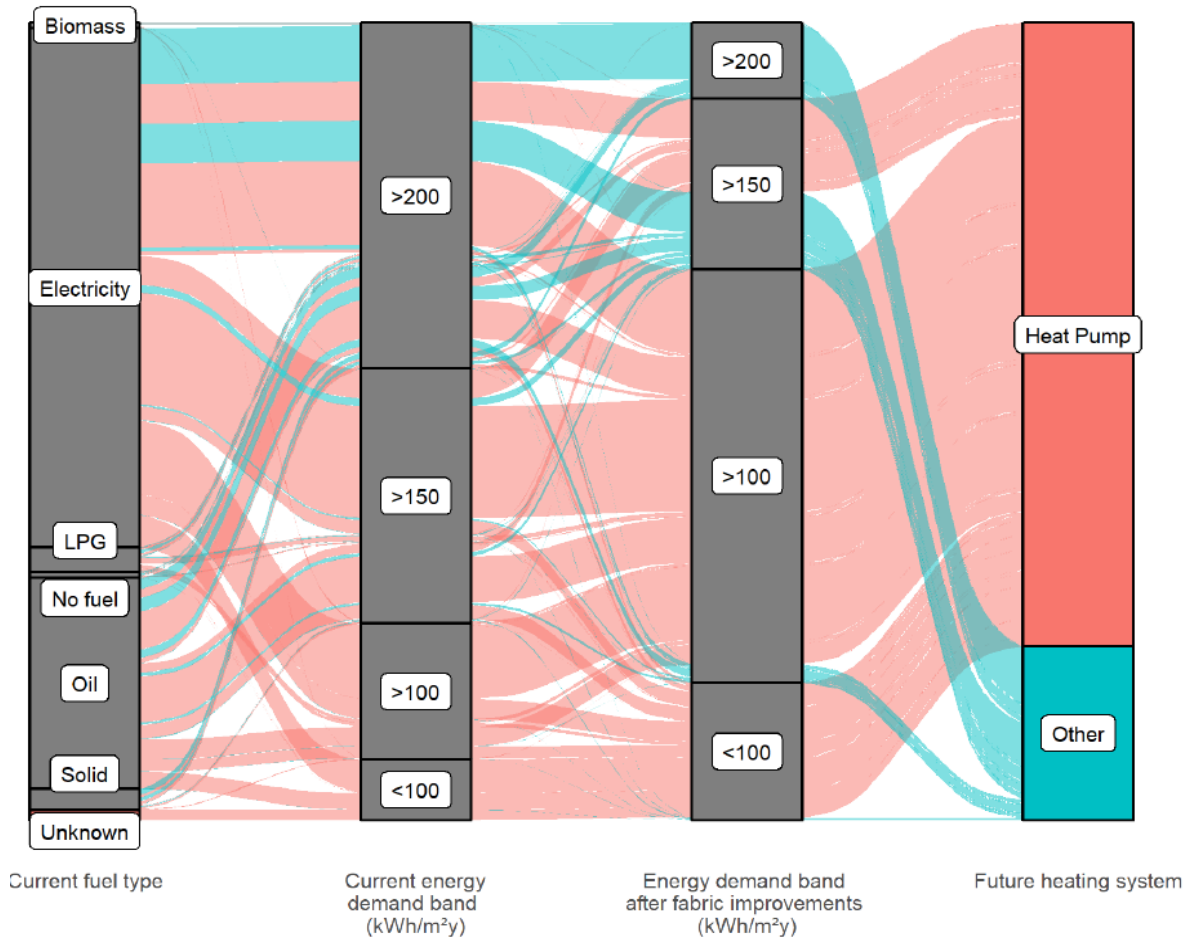 Biomass
Electricity
LPG
No fuel
Oil
Solid
Unknown
>200
>150
>100
<100
>200
>150
>100
<100
Heat Pump
Other
Current fuel type
Current energy
demand band
(kWh/m²y)
Energy demand band
after fabric improvements
(kWh/m²y)
Future heating system